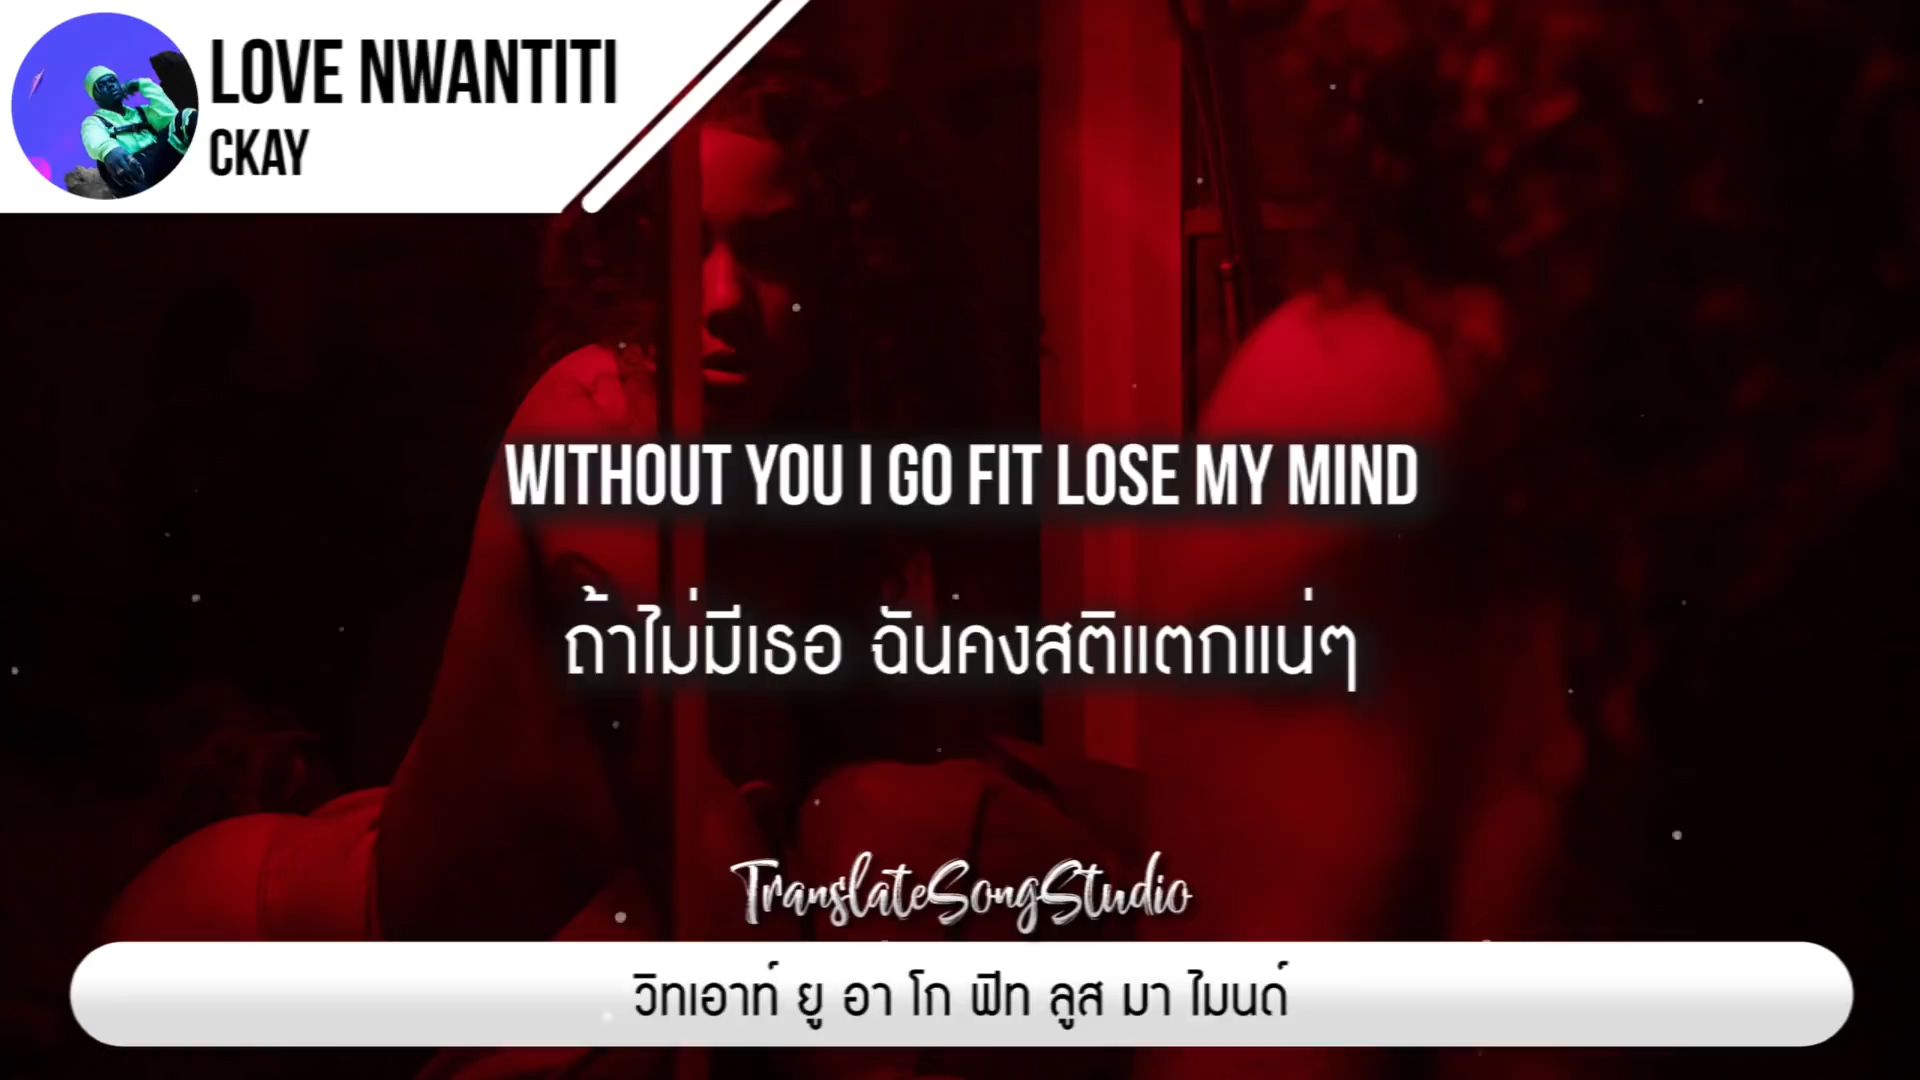 LOVE NWANTITI
CKAY
WITHOUT YOU I GO FIT LOSE MY MIND
ถ้าไม่มีเธอ ฉันคงสติแตกแน่ๆ
TranslateSongStudio
วิทเอาท์ ยู อา โก ฟิท ลูส มา ไมนด์